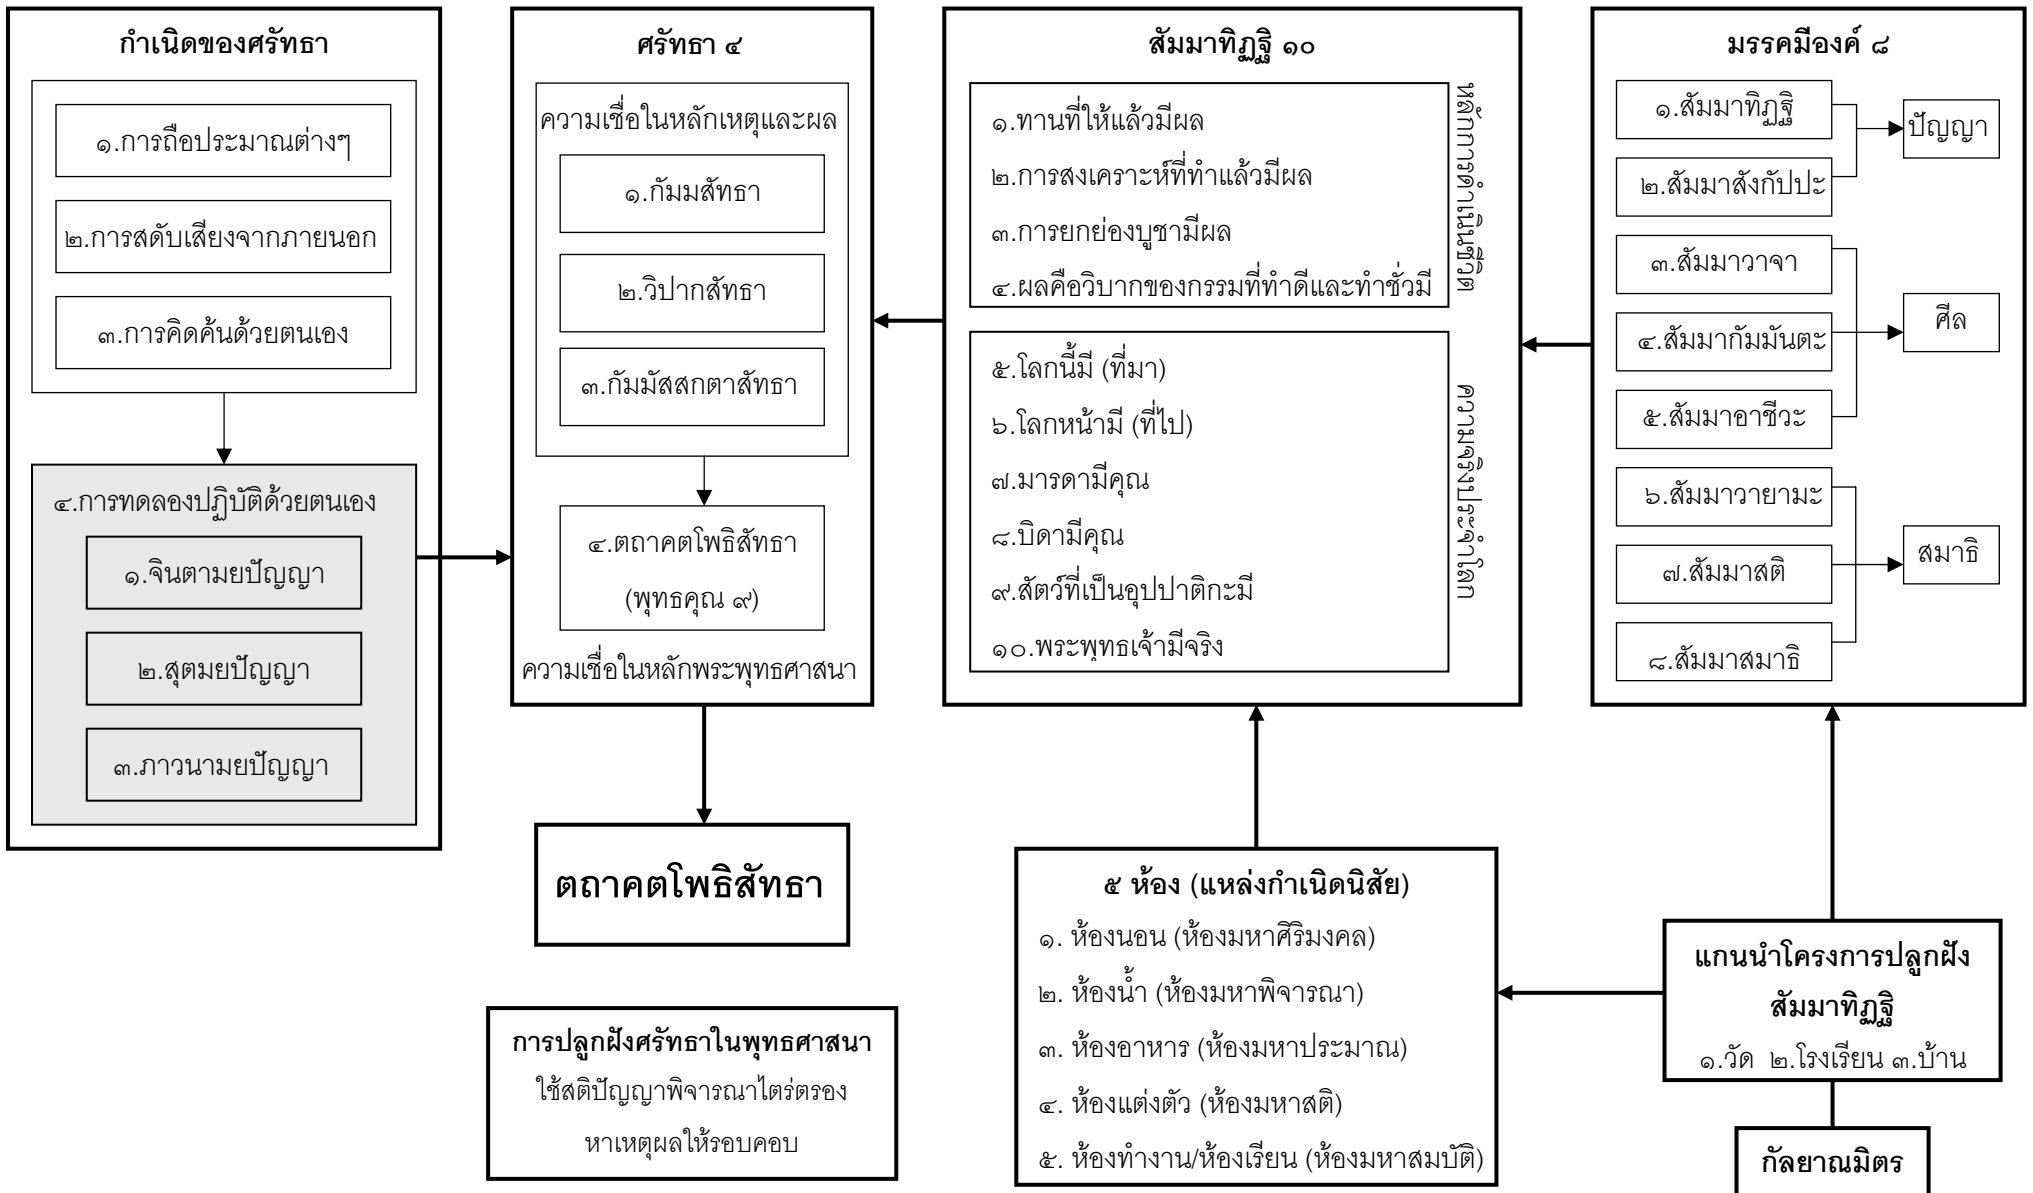 กำเนิดของศรัทธา
๑.การถือประมาณต่างๆ
๒.การสดับเสียงจากภายนอก
๓.การคิดค้นด้วยตนเอง
๔.การทดลองปฏิบัติด้วยตนเอง
๑.จินตามยปัญญา
๒.สุตมยปัญญา
๓.ภาวนามยปัญญา
ศรัทธา ๔
ความเชื่อในหลักเหตุและผล
๑.กัมมสัทธา
๒.วิปากสัทธา
๓.กัมมัสสกตาสัทธา
๔.ตถาคตโพธิสัทธา
(พุทธคุณ ๙)
ความเชื่อในหลักพระพุทธศาสนา
ตถาคตโพธิสัทธา
การปลูกฝังศรัทธาในพุทธศาสนา
ใช้สติปัญญาพิจารณาไตร่ตรอง
หาเหตุผลให้รอบคอบ
สัมมาทิฏฐิ ๑๐
๑.ทานที่ให้แล้วมีผล
๒.การสงเคราะห์ที่ทำแล้วมีผล
๓.การยกย่องบูชามีผล
๔.ผลคือวิบากของกรรมที่ทำดีและทำชั่วมี
หลักการดำเนินชีวิต
๕.โลกนี้มี (ที่มา)
๖.โลกหน้ามี (ที่ไป)
๗.มารดามีคุณ
๘.บิดามีคุณ
๙.สัตว์ที่เป็นอุปปาติกะมี
๑๐.พระพุทธเจ้ามีจริง
ความจริงประจำโลก
๕ ห้อง (แหล่งกำเนิดนิสัย)
๑. ห้องนอน (ห้องมหาศิริมงคล)
๒. ห้องน้ำ (ห้องมหาพิจารณา)
๓. ห้องอาหาร (ห้องมหาประมาณ)
๔. ห้องแต่งตัว (ห้องมหาสติ)
๕. ห้องทำงาน/ห้องเรียน (ห้องมหาสมบัติ)
มรรคมีองค์ ๘
๑.สัมมาทิฏฐิ
๒.สัมมาสังกัปปะ
ปัญญา
๓.สัมมาวาจา
๔.สัมมากัมมันตะ
๕.สัมมาอาชีวะ
ศีล
๖.สัมมาวายามะ
๗.สัมมาสติ
๘.สัมมาสมาธิ
สมาธิ
แกนนำโครงการปลูกฝัง
สัมมาทิฏฐิ
๑.วัด ๒.โรงเรียน ๓.บ้าน
กัลยาณมิตร